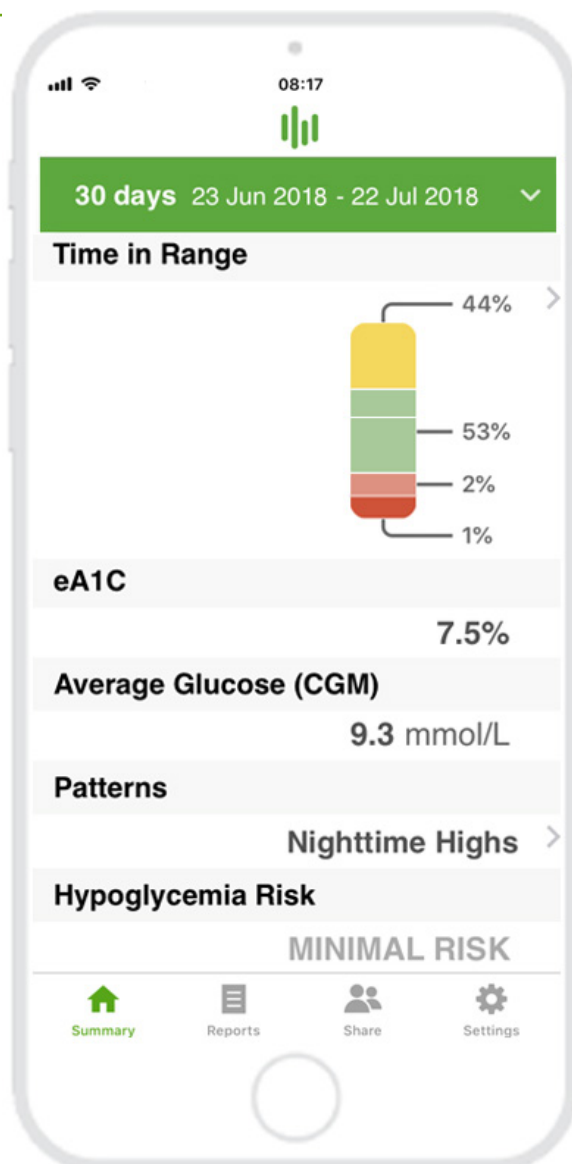 08:17
30 days 23 Jun 2018 - 22 Jul 2018
Time in Range
44%
53%
2%
1%
eA1C
7.5%
Average Glucose (CGM)
9.3 mmol/L
Patterns
Nighttime Highs
Hypoglycemia Risk
MINIMAL RISK
Summary Reports Share Settings